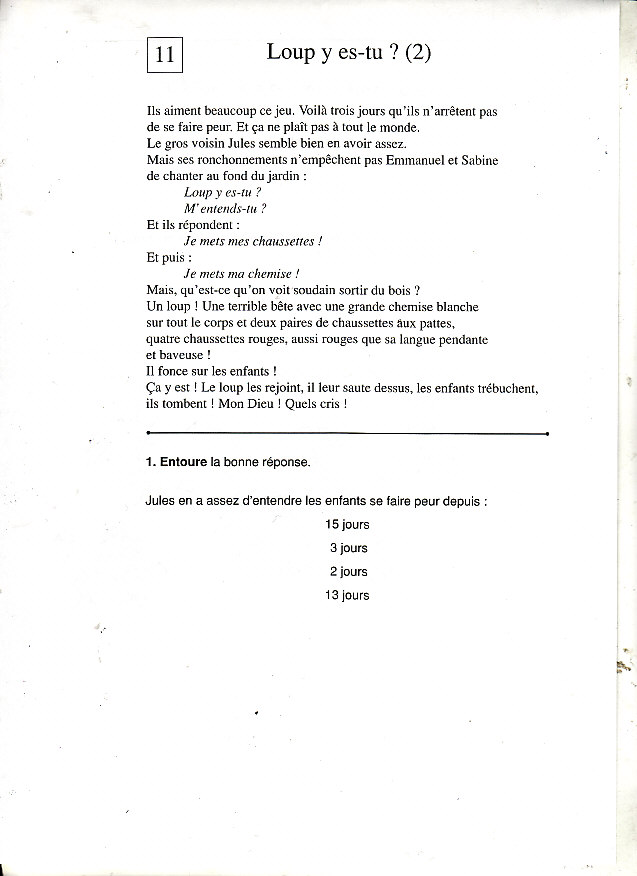 11
Loup y es-tu ? (2)
Ils aiment beaucoup ce jeu. Voilà trois jours qu'ils n'arrêtent pas
de se faire peur. Et ça ne plaît pas à tout le monde.
Le gros voisin Jules semble bien en avoir assez.
Mais ses ronchonnements n'empêchent pas Emmanuel et Sabine
de chanter au fond du jardin :
Loup y es-tu ?
M'entends-tu ?
Et ils répondent :
Je mets mes chaussettes !
Et puis :
Je mets ma chemise !
Mais, qu'est-ce qu'on voit soudain sortir du bois ?
Un loup ! Une terrible bête avec une grande chemise blanche
sur tout le corps et deux paires de chaussettes aux pattes,
quatre chaussettes rouges, aussi rouges que sa langue pendante
et baveuse !
Il fonce sur les enfants !
Ça y est ! Le loup les rejoint, il leur saute dessus, les enfants trébuchent,
ils tombent ! Mon Dieu ! Quels cris !
1. Entoure la bonne réponse.
Jules en a assez d'entendre les enfants se faire peur depuis :
15 jours
3 jours
2 jours
13 jours